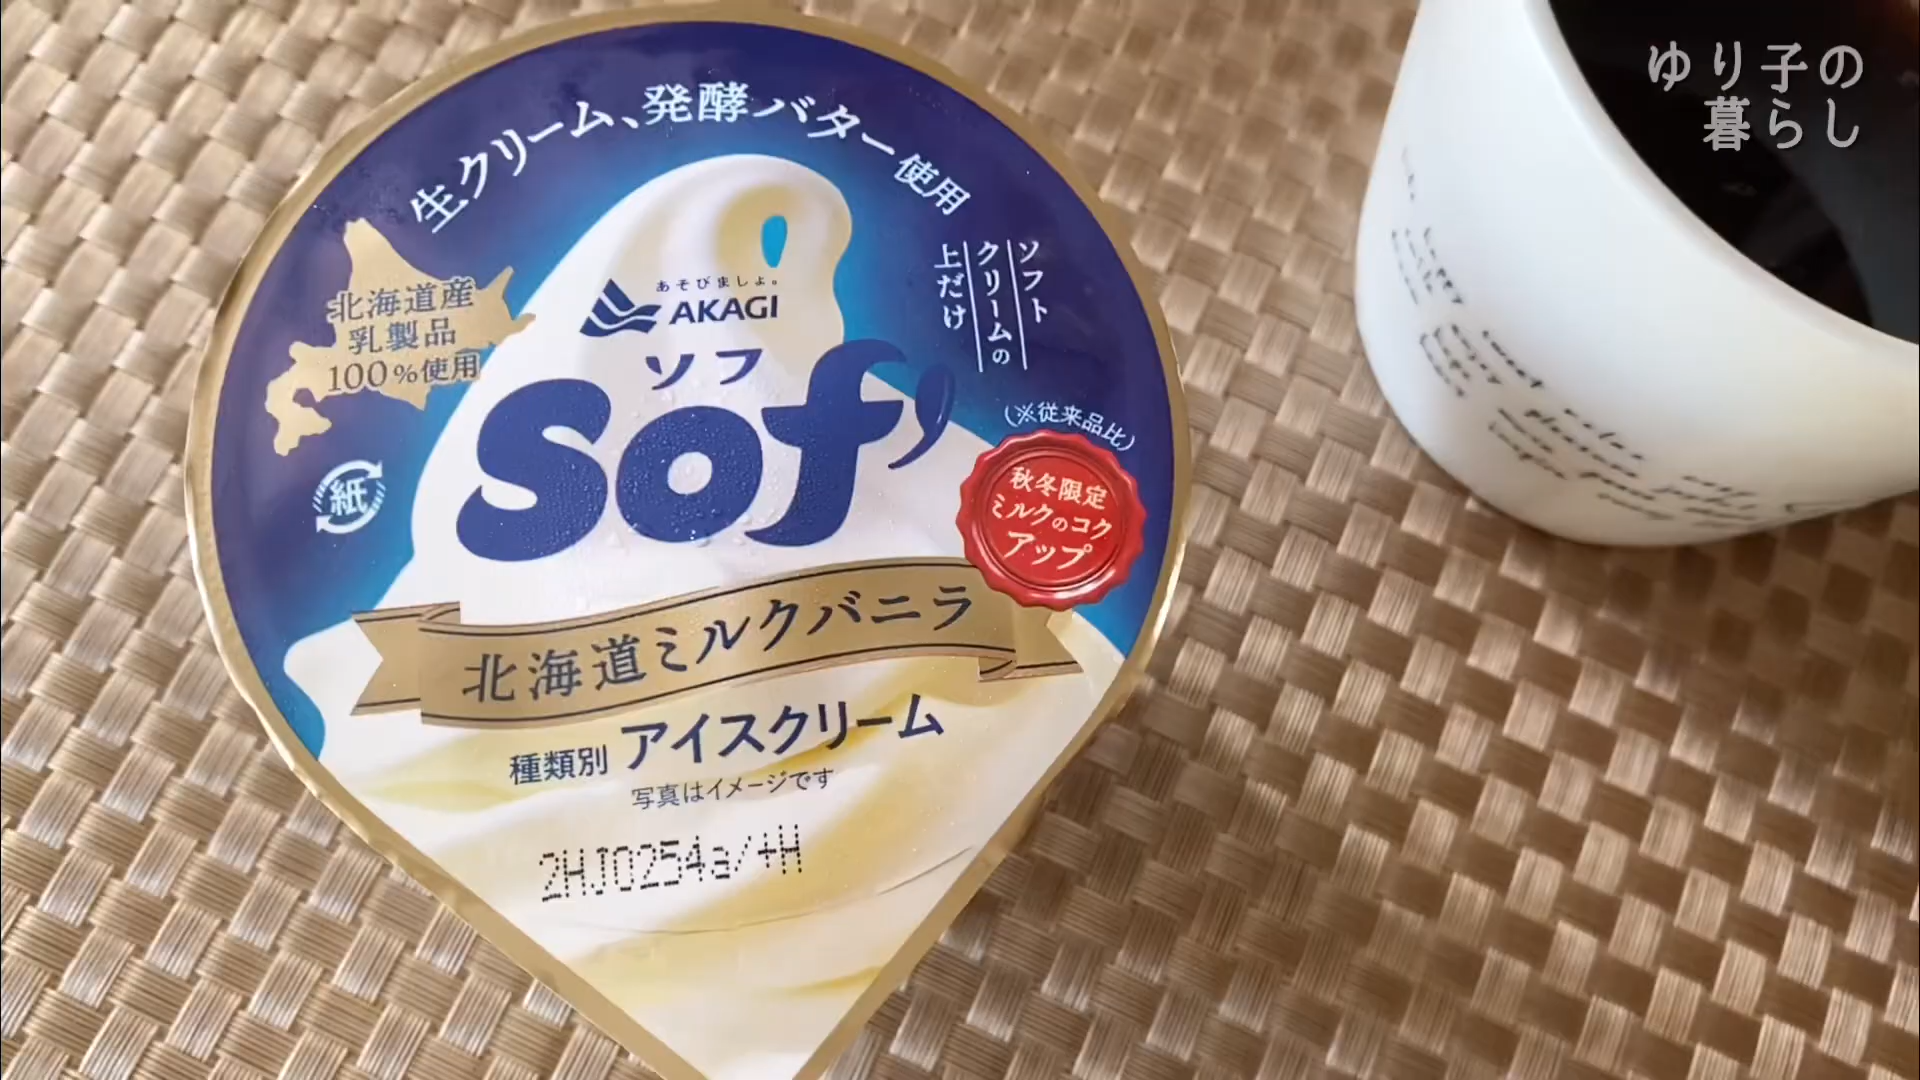 ゆり子の
暮らし
生クリーム、発酵バター使用
北海道産
乳製品
100%使用
あそびましょ。
AKAGI
ソフト
クリームの
上だけ
ソフ
Sof'
(※従来品比)
秋冬限定
ミルクのコク
アップ
紙
北海道ミルクバニラ
種類別 アイスクリーム
写真はイメージです
2HJ0254a/+H